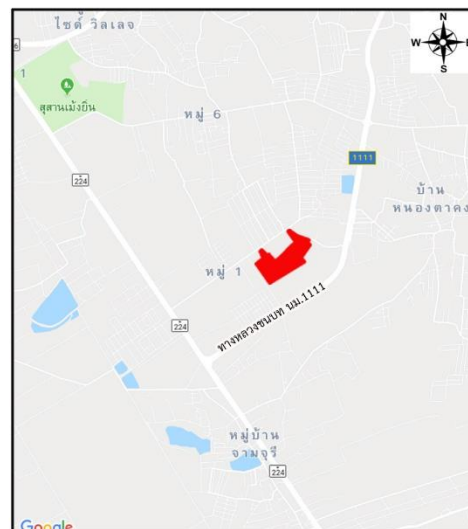 ไซด์ วิลเลจ
N
W
E
S
6
1
สุสานเม้งยิ่น
หมู่ 6
1111
224
บ้าน
หนองตาคง
หมู่ 1
ทางหลวงชนบท นม.1111
224
หมู่บ้าน
จามจุรี
224
Google